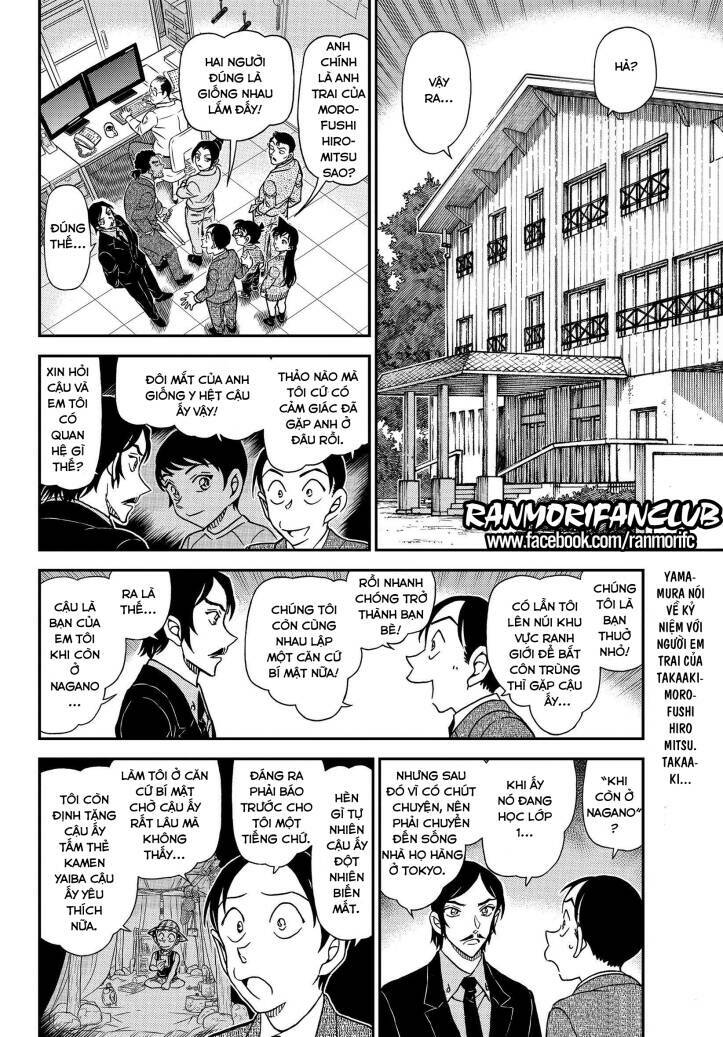 HẢ?
VẬY
RA...
ANH
CHÍNH
LÀ ANH
TRAI CỦA
MORO-
FUSHI
HIRO-
MITSU
SAO?
HAI NGƯỜI
ĐÚNG LÀ
GIỐNG NHAU
LẮM ĐẤY!
ĐÚNG
THẾ...
THẢO NÀO MÀ
TÔI CỨ CÓ
CẢM GIÁC ĐÃ
GẶP ANH Ở
ĐÂU RỒI.
ĐÔI MẮT CỦA ANH
GIỐNG Y HỆT CẬU
ẤY VẬY!
XIN HỎI
CẬU VÀ
EM TÔI
CÓ
QUAN
HỆ GÌ
THẾ?
RANMORIFANCLUB
www.facebook.com/ranmorifc
YAMA-
MURA NÓI
VỀ KỶ
NIỆM VỚI
NGƯỜI EM
TRAI CỦA
TAKAAKI-
MORO-
FUSHI
HIRO
MITSU.
TAKAA-
KI...
CHÚNG
TÔI LÀ
BẠN
THUỞ
NHỎ!
CÓ LẦN TÔI
LÊN NÚI KHU
VỰC RANH
GIỚI ĐỂ BẮT
CÔN TRÙNG
THÌ GẶP CẬU
ẤY...
RỒI NHANH
CHÓNG TRỞ
THÀNH BẠN
BÈ!
CHÚNG TÔI
CÒN CÙNG
NHAU LẬP
MỘT CĂN CỨ
BÍ MẬT NỮA!
RA LÀ
THẾ...
CẬU LÀ
BẠN CỦA
EM TÔI
KHI CÒN
Ở
NAGANO
...
"KHI
CÒN Ở
NAGANO"
?
KHI ẤY
NÓ ĐANG
HỌC LỚP
1...
NHƯNG SAU
ĐÓ VÌ CÓ CHÚT
CHUYỆN, NÊN
PHẢI CHUYỂN
ĐẾN SỐNG
NHÀ HỌ HÀNG
Ở TOKYO.
HÈN
GÌ TỰ
NHIÊN
CẬU ẤY
ĐỘT
NHIÊN
BIẾN
MẤT.
ĐÁNG RA
PHẢI BÁO
TRƯỚC CHO
TÔI MỘT
TIẾNG CHỨ.
LÀM TÔI Ở CĂN
CỨ BÍ MẬT
CHỜ CẬU ẤY
RẤT LÂU MÀ
KHÔNG
THẤY...
TÔI CÒN
ĐỊNH TẶNG
CẬU ẤY
TẤM THẺ
KAMEN
YAIBA CẬU
ẤY YÊU
THÍCH
NỮA.